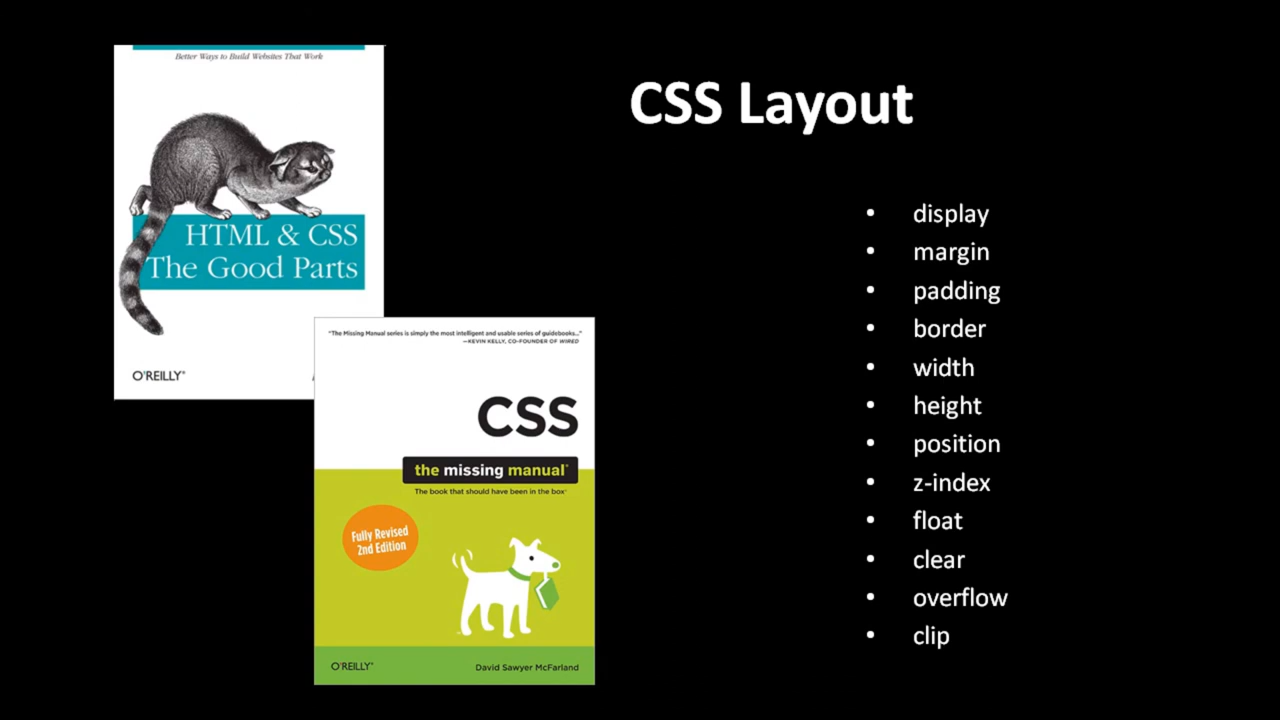 Better Ways to Build Websites That Work
HTML & CSS
The Good Parts
O'REILLY®
"The Missing Manual series is simply the most intelligent and usable series of guidebooks..."
—KEVIN KELLY, CO-FOUNDER OF WIRED
CSS
the missing manual®
The book that should have been in the box®
Fully Revised
2nd Edition
O'REILLY®
David Sawyer McFarland
CSS Layout
• display
• margin
• padding
• border
• width
• height
• position
• z-index
• float
• clear
• overflow
• clip